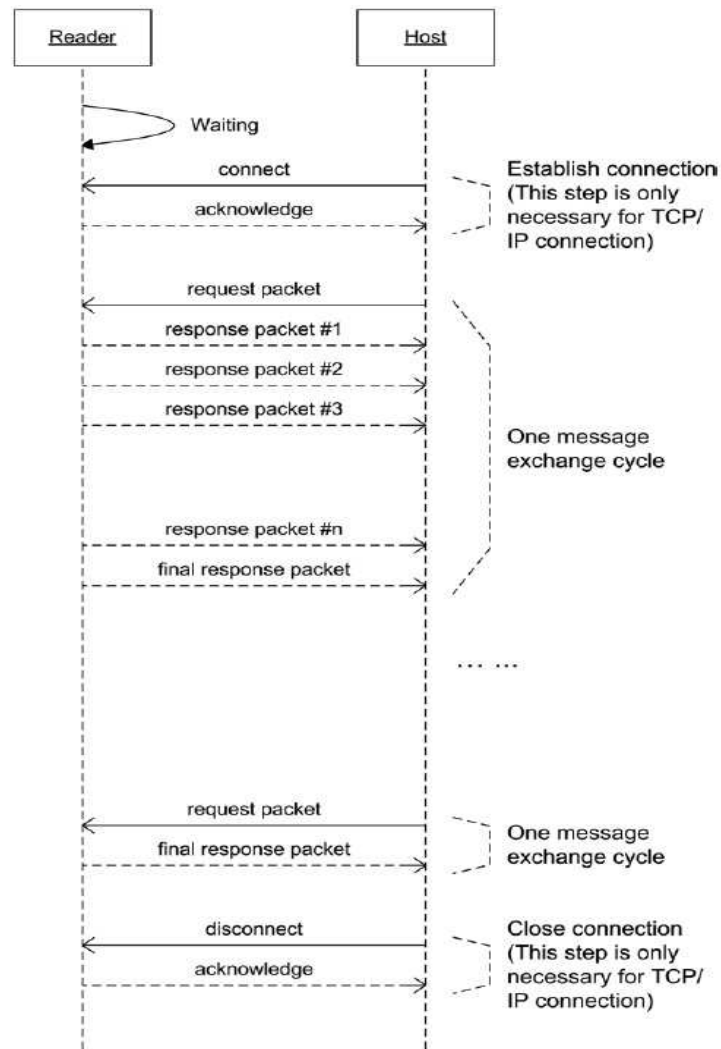 Reader
Host
Waiting
connect
Establish connection
(This step is only
necessary for TCP/
IP connection)
acknowledge
request packet
response packet #1
response packet #2
response packet #3
One message
exchange cycle
response packet #n
final response packet
... ...
request packet
One message
exchange cycle
final response packet
disconnect
Close connection
(This step is only
necessary for TCP/
IP connection)
acknowledge